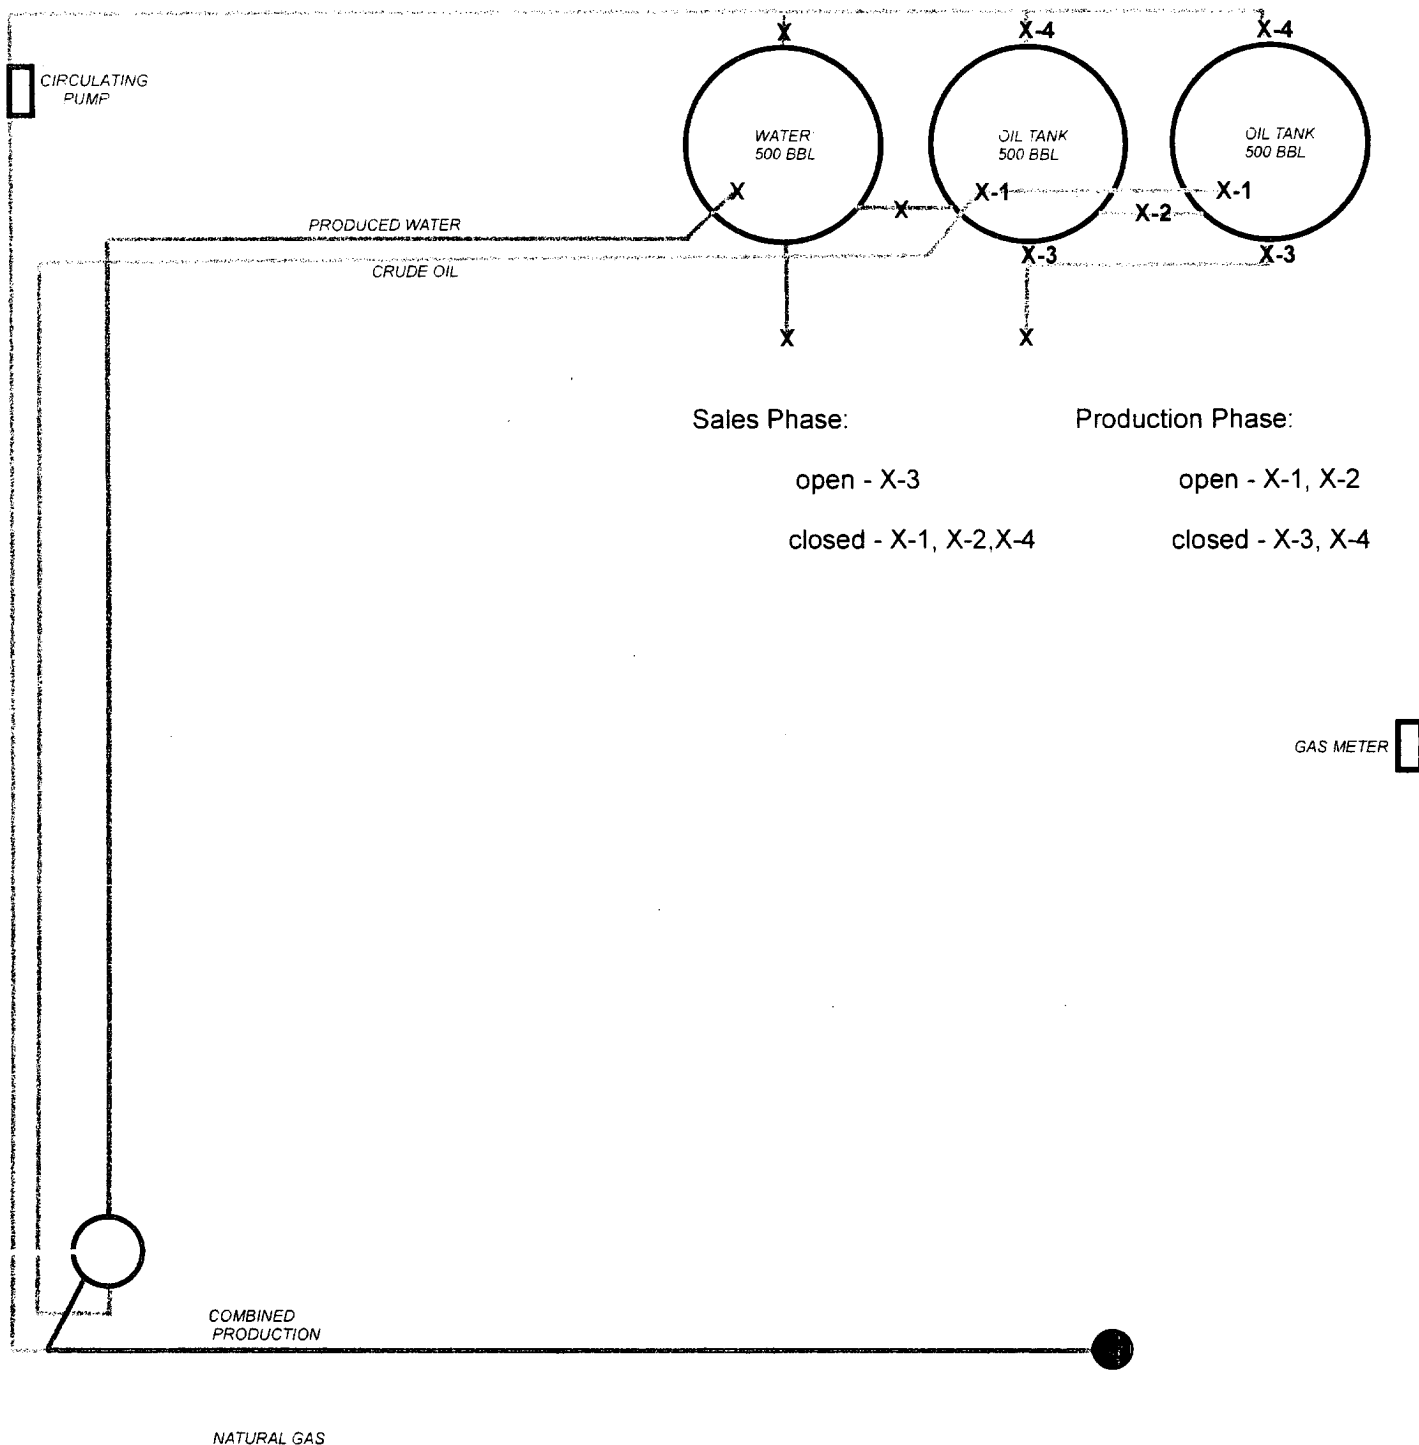 X
X-4
X-4
CIRCULATING
PUMP
WATER
500 BBL
OIL TANK
500 BBL
OIL TANK
500 BBL
X
X-1
X-1
X
X-2
PRODUCED WATER
CRUDE OIL
X-3
X-3
X
X
Sales Phase:
Production Phase:
open - X-3
open - X-1, X-2
closed - X-1, X-2,X-4
closed - X-3, X-4
GAS METER
COMBINED
PRODUCTION
NATURAL GAS